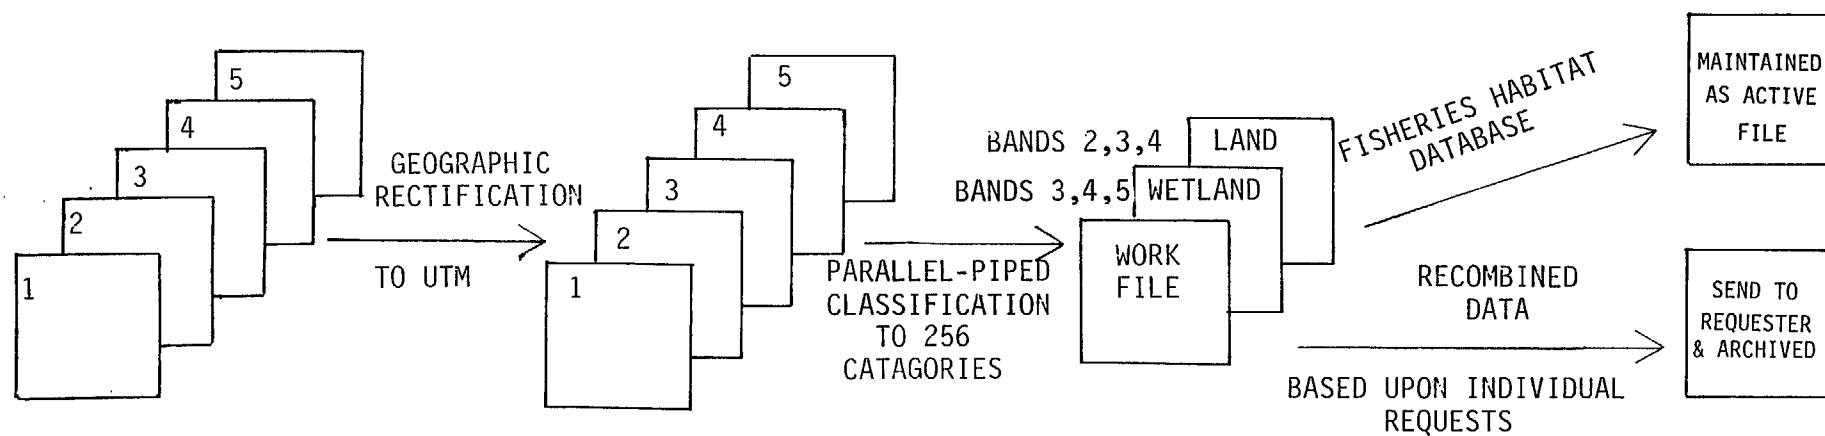 1
2
3
4
5
GEOGRAPHIC
RECTIFICATION
TO UTM
1
2
3
4
5
PARALLEL-PIPED
CLASSIFICATION
TO 256
CATAGORIES
BANDS 2,3,4
LAND
BANDS 3,4,5
WETLAND
WORK
FILE
FISHERIES HABITAT
DATABASE
MAINTAINED
AS ACTIVE
FILE
RECOMBINED
DATA
BASED UPON INDIVIDUAL
REQUESTS
SEND TO
REQUESTER
& ARCHIVED